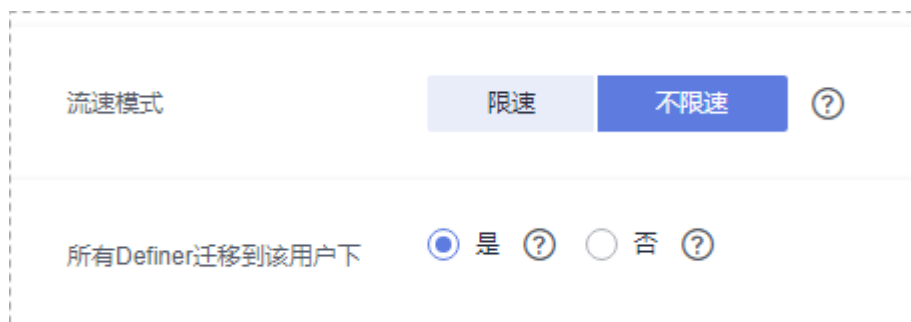 流速模式 限速 不限速 ?
所有Definer迁移到该用户下 是 ? 否 ?